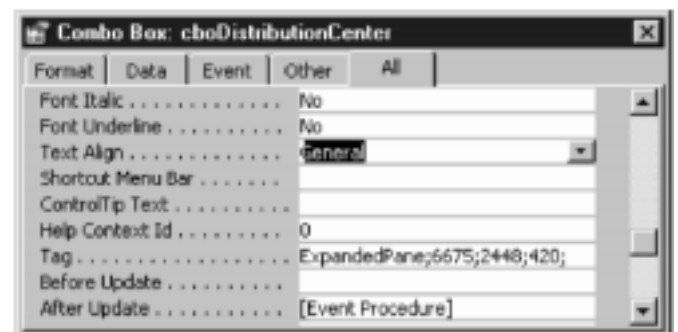 Combo Box: cboDistributionCenter
Format Data Event Other All
Font Italic . . . . . . . . . . . . . No
Font Underline . . . . . . . . . . No
Text Align . . . . . . . . . . . . . General
Shortcut Menu Bar . . . . . . .
ControlTip Text . . . . . . . . . .
Help Context Id . . . . . . . . . 0
Tag . . . . . . . . . . . . . . . . . . ExpandedPane;6675;2448;420;
Before Update . . . . . . . . . .
After Update . . . . . . . . . . . [Event Procedure]